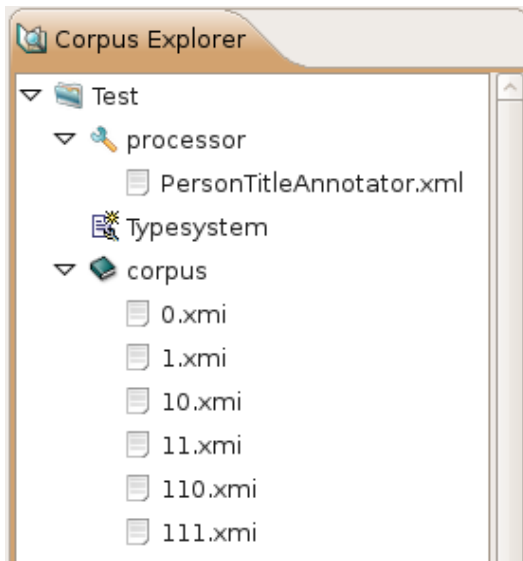 Corpus Explorer
Test
processor
PersonTitleAnnotator.xml
Typesystem
corpus
0.xmi
1.xmi
10.xmi
11.xmi
110.xmi
111.xmi